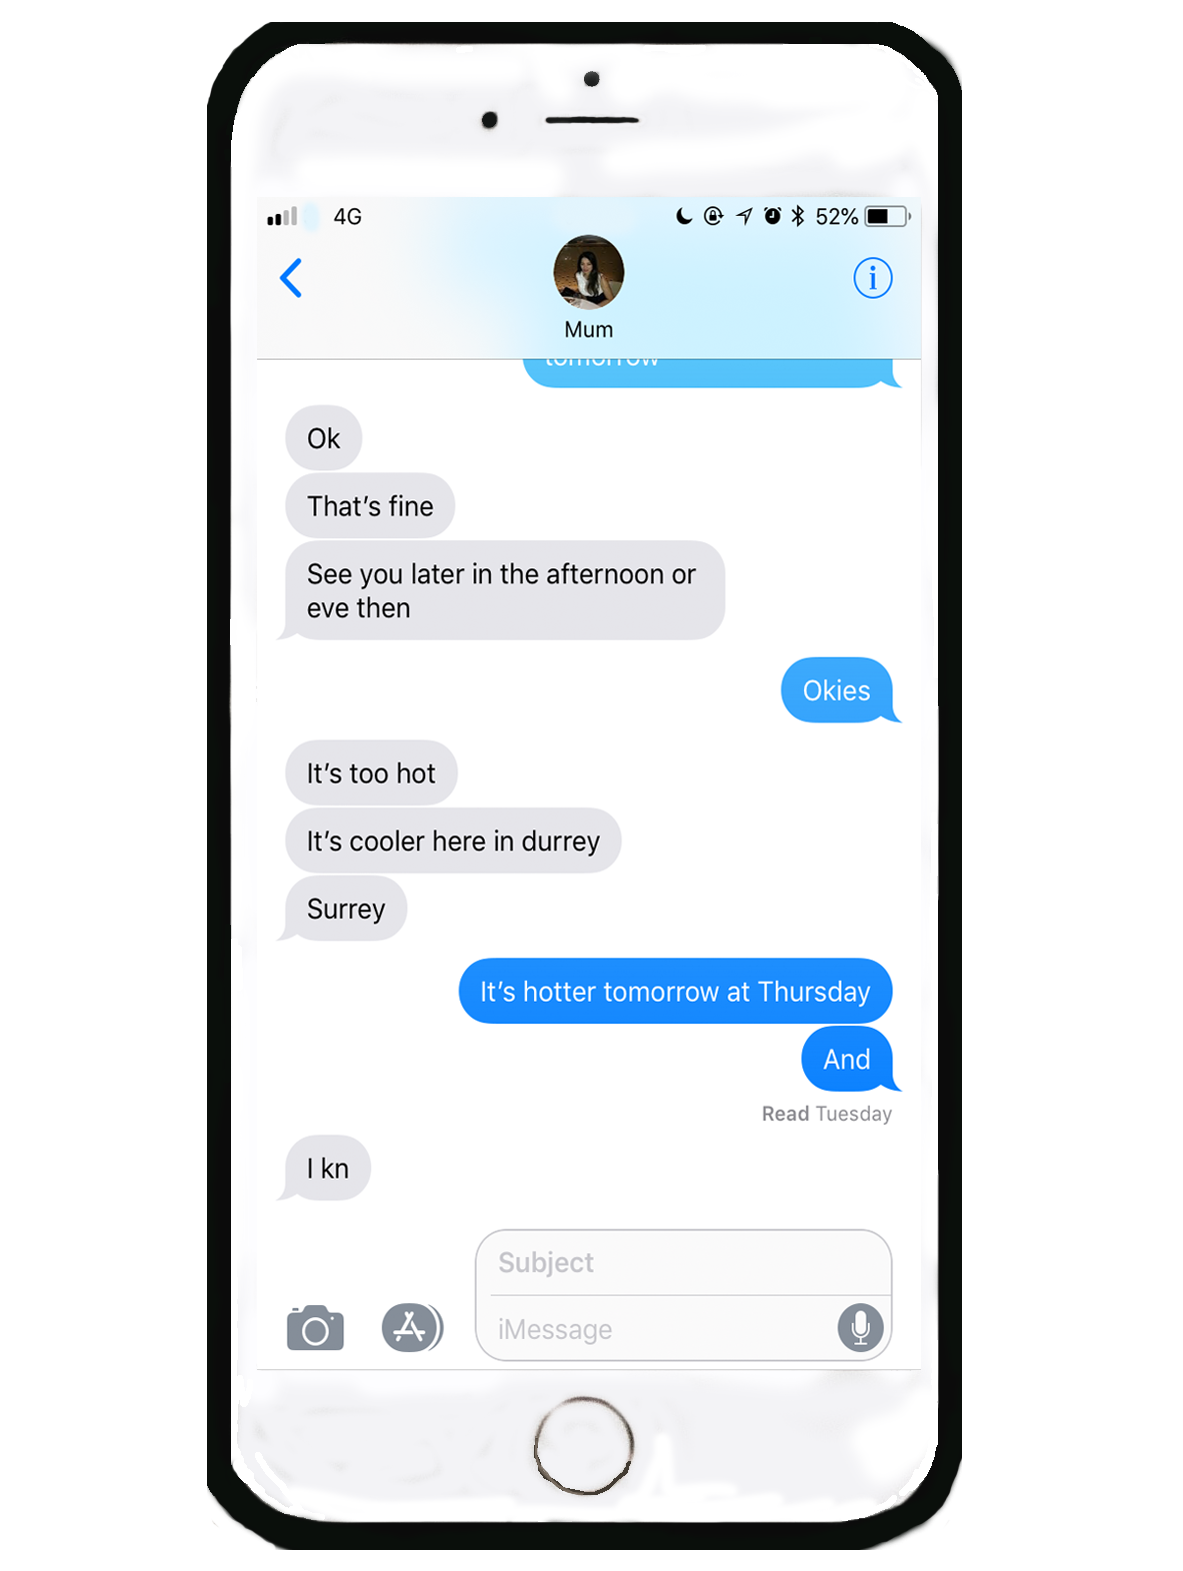 4G 52%
Mum
tomorrow
Ok
That's fine
See you later in the afternoon or
eve then
Okies
It's too hot
It's cooler here in durrey
Surrey
It's hotter tomorrow at Thursday
And
Read Tuesday
I kn
Subject
iMessage